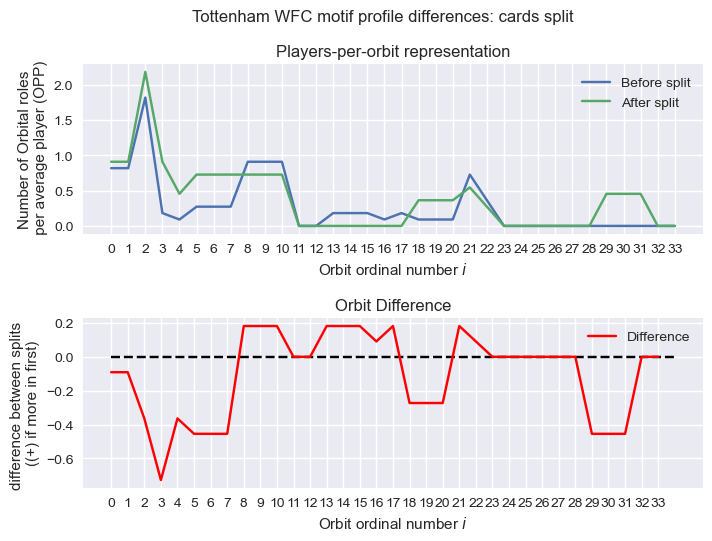 Tottenham WFC motif profile differences: cards split
Players-per-orbit representation
Number of Orbital roles
per average player (OPP)
2.0
1.5
1.0
0.5
0.0
Before split
After split
0 1 2 3 4 5 6 7 8 9 10 11 12 13 14 15 16 17 18 19 20 21 22 23 24 25 26 27 28 29 30 31 32 33
Orbit ordinal number i
Orbit Difference
difference between splits
((+) if more in first)
0.2
0.0
−0.2
−0.4
−0.6
Difference
0 1 2 3 4 5 6 7 8 9 10 11 12 13 14 15 16 17 18 19 20 21 22 23 24 25 26 27 28 29 30 31 32 33
Orbit ordinal number i